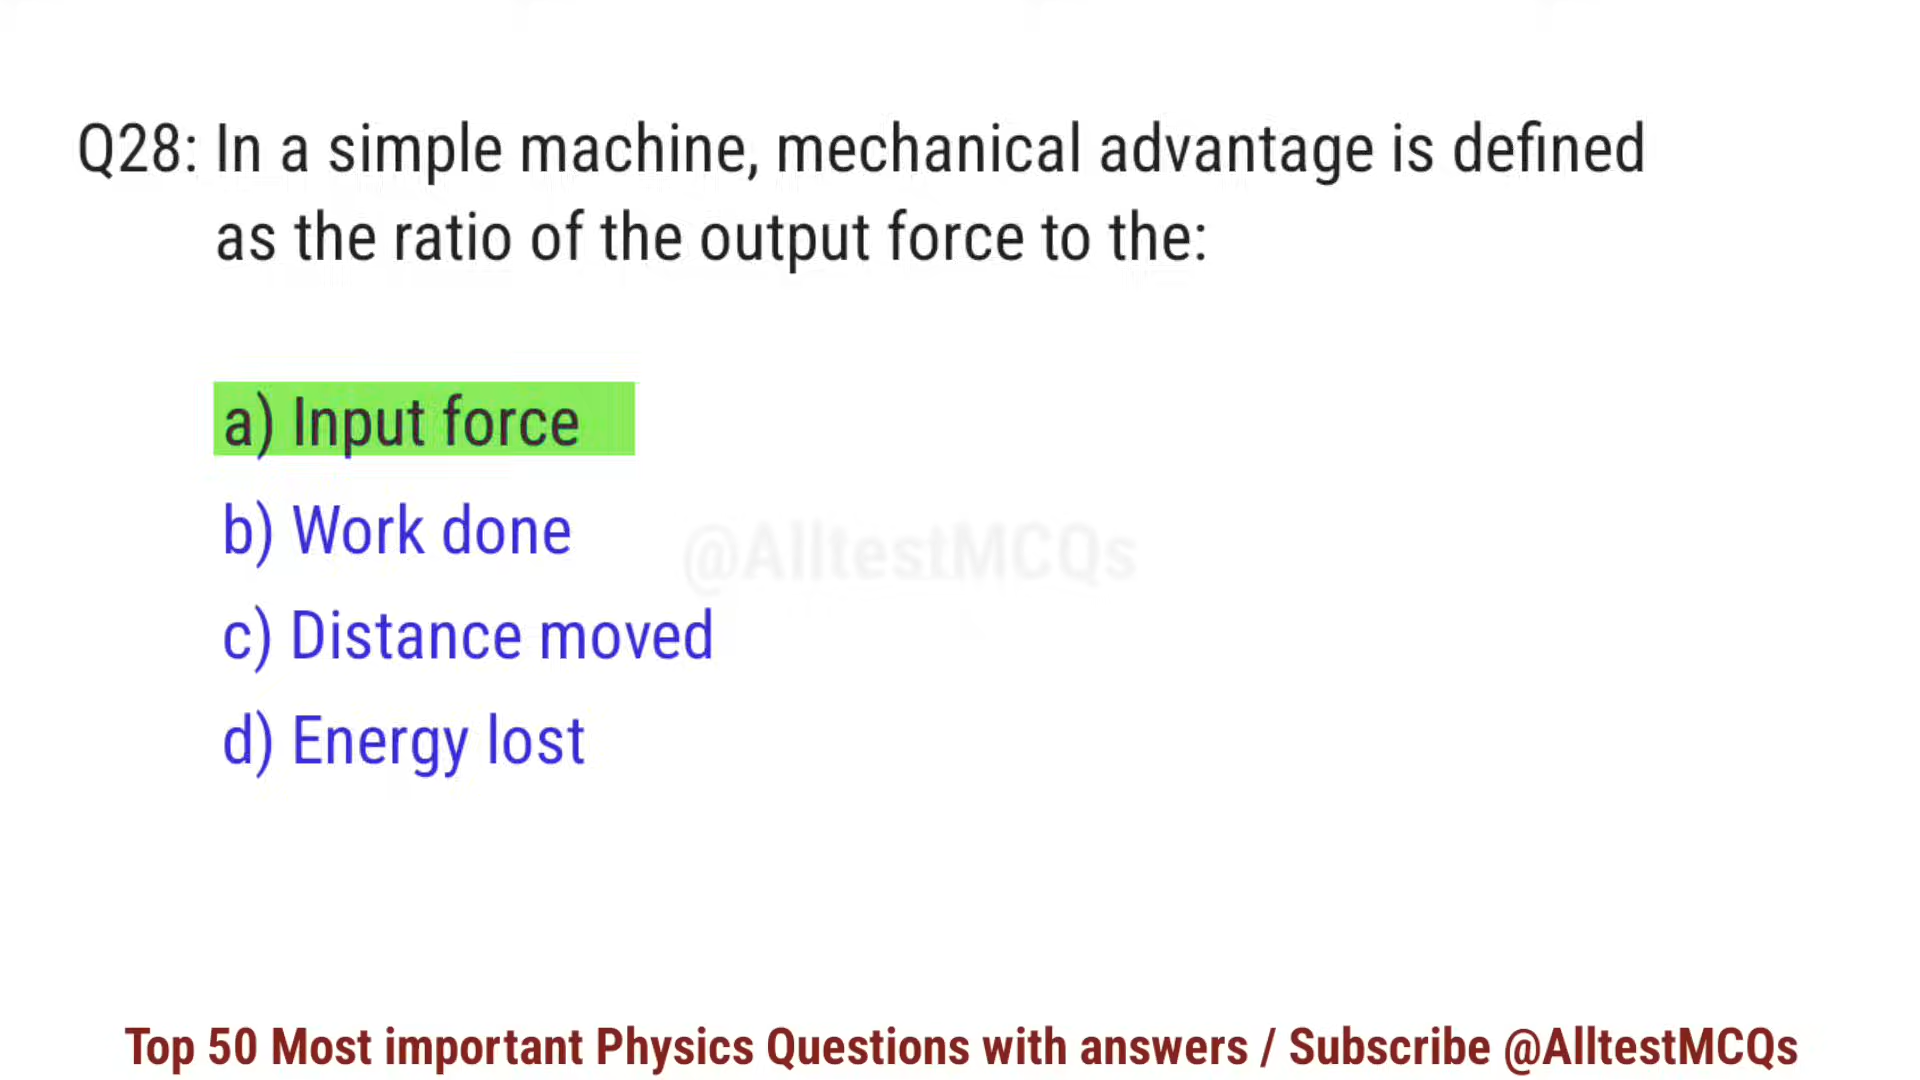 Q28: In a simple machine, mechanical advantage is defined
as the ratio of the output force to the:
a) Input force
b) Work done
@AlltestMCQs
c) Distance moved
d) Energy lost
Top 50 Most important Physics Questions with answers / Subscribe @AlltestMCQs